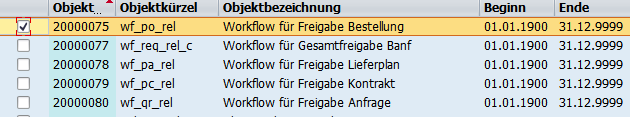 Objekt Objektkürzel Objektbezeichnung Beginn Ende
20000075 wf_po_rel Workflow für Freigabe Bestellung 01.01.1900 31.12.9999
20000077 wf_req_rel_c Workflow für Gesamtfreigabe Banf 01.01.1900 31.12.9999
20000078 wf_pa_rel Workflow für Freigabe Lieferplan 01.01.1900 31.12.9999
20000079 wf_pc_rel Workflow für Freigabe Kontrakt 01.01.1900 31.12.9999
20000080 wf_qr_rel Workflow für Freigabe Anfrage 01.01.1900 31.12.9999